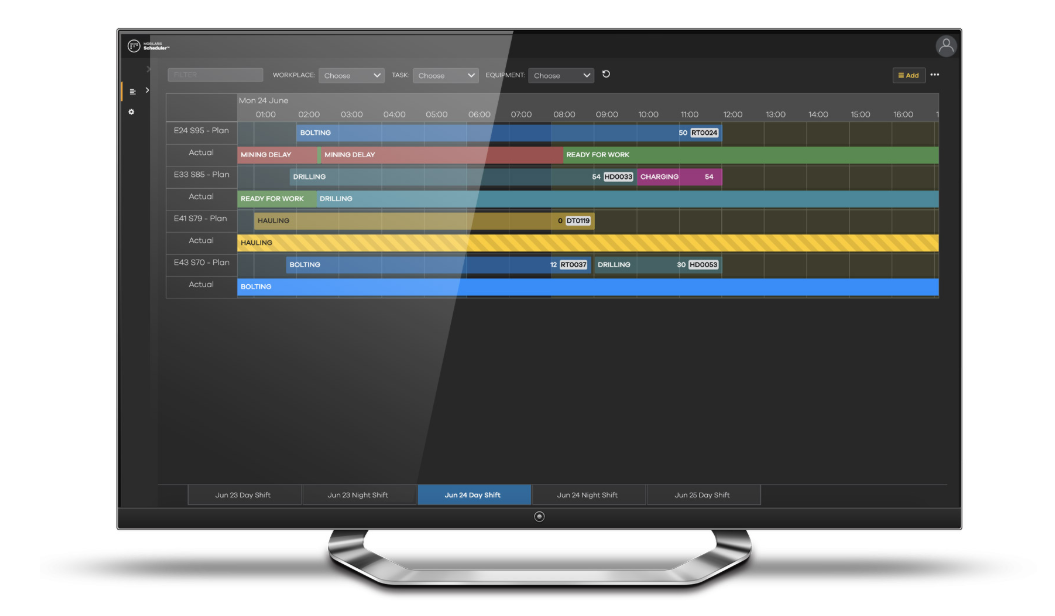 Scheduler™
FILTER WORKPLACE: Choose TASK: Choose EQUIPMENT: Choose Add
Mon 24 June
01:00 02:00 03:00 04:00 05:00 06:00 07:00 08:00 09:00 10:00 11:00 12:00 13:00 14:00 15:00 16:00 1
E24 S95 - Plan BOLTING 50 RT0024
Actual MINING DELAY MINING DELAY READY FOR WORK
E33 S85 - Plan DRILLING 54 HD0033 CHARGING 54
Actual READY FOR WORK DRILLING
E41 S79 - Plan HAULING 0 DT0119
Actual HAULING
E43 S70 - Plan BOLTING 12 RT0037 DRILLING 30 HD0053
Actual BOLTING
Jun 23 Day Shift Jun 23 Night Shift Jun 24 Day Shift Jun 24 Night Shift Jun 25 Day Shift